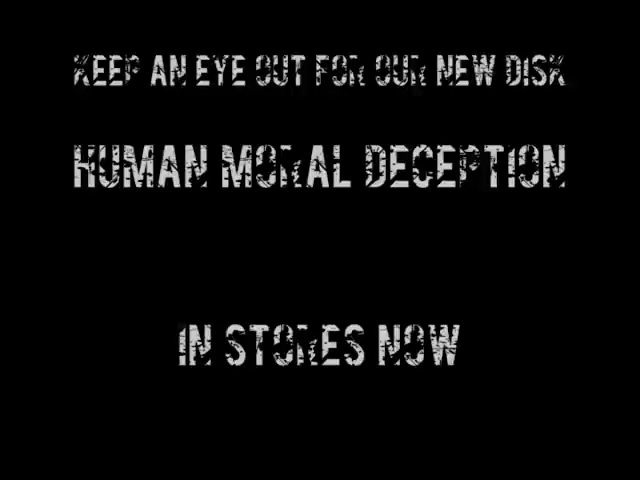 KEEP AN EYE OUT FOR OUR NEW DISK
HUMAN MORAL DECEPTION
IN STORES NOW